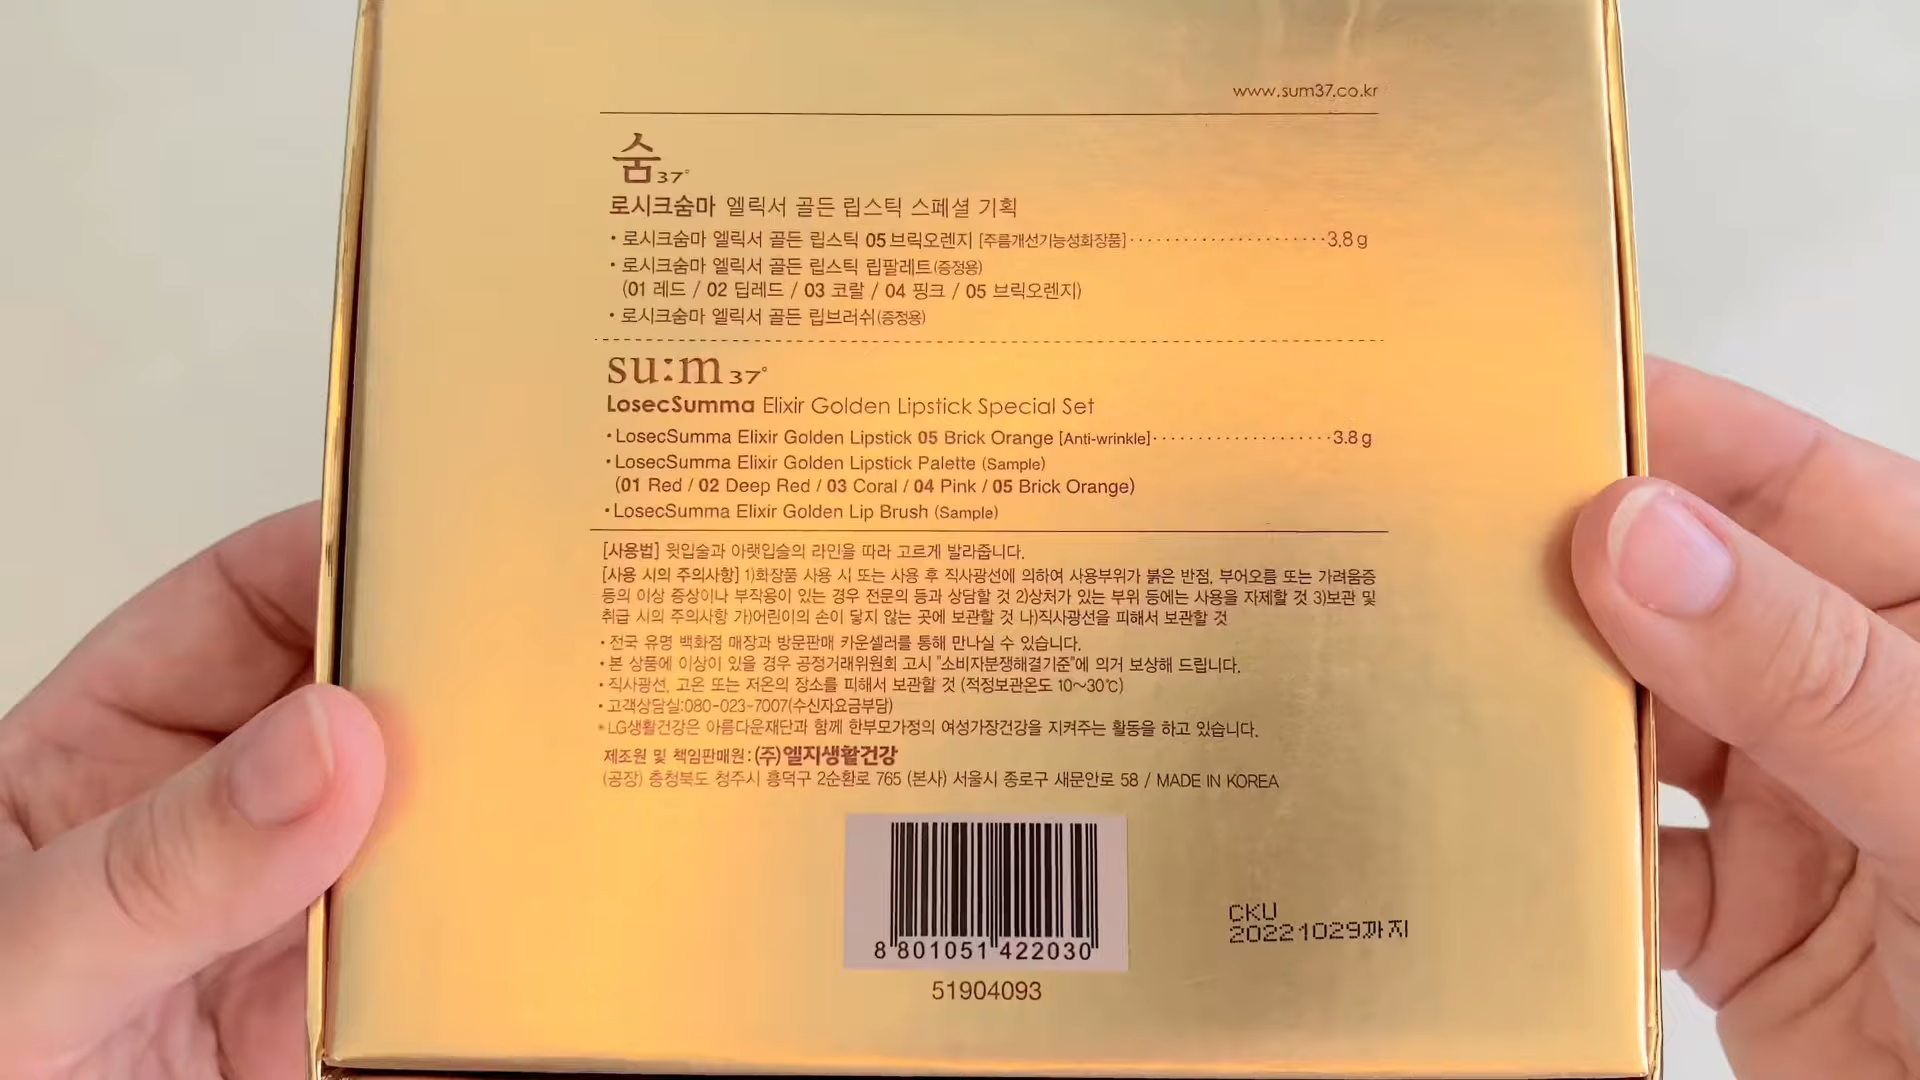 www.sum37.co.kr
숨37°
로시크숨마 엘릭서 골든 립스틱 스페셜 기획
• 로시크숨마 엘릭서 골든 립스틱 05 브릭오렌지 [주름개선기능성화장품]·····················3.8g
• 로시크숨마 엘릭서 골든 립스틱 립팔레트(증정용)
(01 레드 / 02 딥레드 / 03 코랄 / 04 핑크 / 05 브릭오렌지)
• 로시크숨마 엘릭서 골든 립브러쉬(증정용)
su:m37°
LosecSumma Elixir Golden Lipstick Special Set
• LosecSumma Elixir Golden Lipstick 05 Brick Orange [Anti-wrinkle]····················3.8g
• LosecSumma Elixir Golden Lipstick Palette (Sample)
(01 Red / 02 Deep Red / 03 Coral / 04 Pink / 05 Brick Orange)
• LosecSumma Elixir Golden Lip Brush (Sample)
[사용법] 윗입술과 아랫입술의 라인을 따라 고르게 발라줍니다.
[사용 시의 주의사항] 1)화장품 사용 시 또는 사용 후 직사광선에 의하여 사용부위가 붉은 반점, 부어오름 또는 가려움증
등의 이상 증상이나 부작용이 있는 경우 전문의 등과 상담할 것 2)상처가 있는 부위 등에는 사용을 자제할 것 3)보관 및
취급 시의 주의사항 가)어린이의 손이 닿지 않는 곳에 보관할 것 나)직사광선을 피해서 보관할 것
• 전국 유명 백화점 매장과 방문판매 카운셀러를 통해 만나실 수 있습니다.
• 본 상품에 이상이 있을 경우 공정거래위원회 고시 "소비자분쟁해결기준"에 의거 보상해 드립니다.
• 직사광선, 고온 또는 저온의 장소를 피해서 보관할 것 (적정보관온도 10~30℃)
• 고객상담실:080-023-7007(수신자요금부담)
* LG생활건강은 아름다운재단과 함께 한부모가정의 여성가장건강을 지켜주는 활동을 하고 있습니다.
제조원 및 책임판매원: (주)엘지생활건강
(공장) 충청북도 청주시 흥덕구 2순환로 765 (본사) 서울시 종로구 새문안로 58 / MADE IN KOREA
8 801051 422030
51904093
CKU
20221029까지